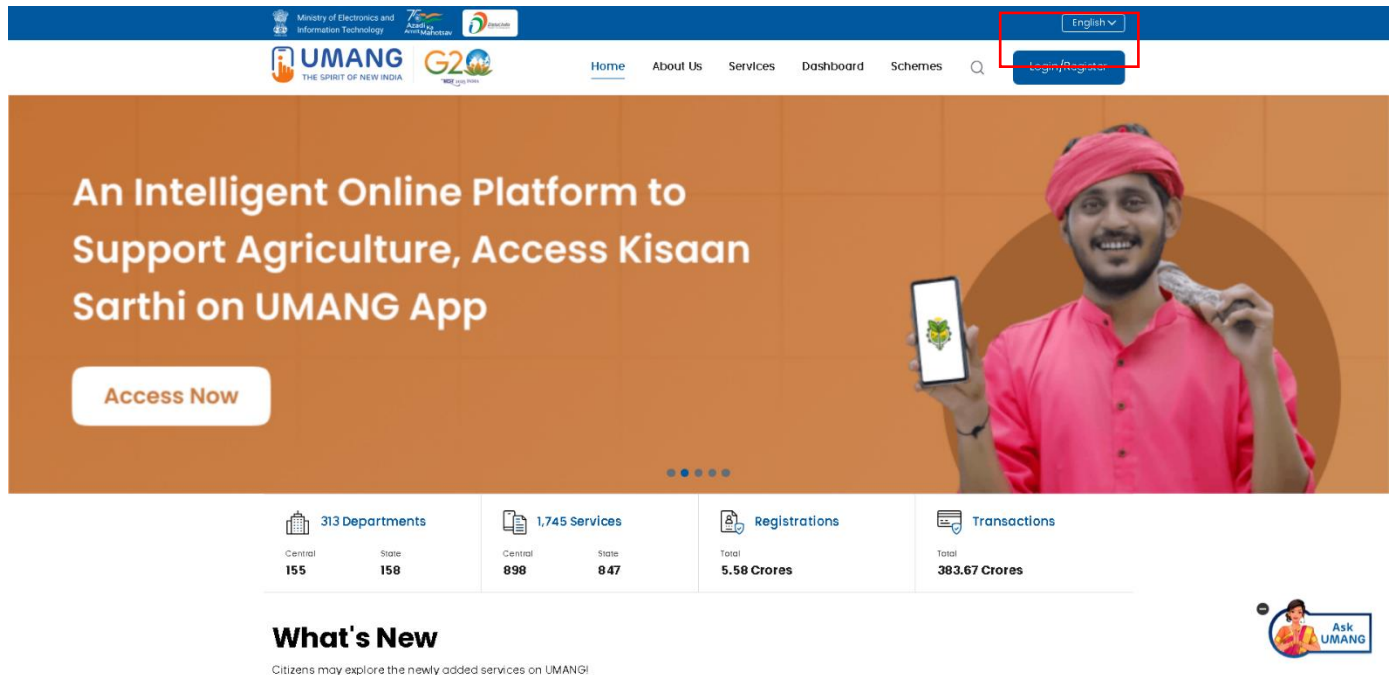 Ministry of Electronics and
Information Technology
Azadi Ka
Amrit Mahotsav
English
UMANG
THE SPIRIT OF NEW INDIA
G20
Home About Us Services Dashboard Schemes
Login/Register
An Intelligent Online Platform to
Support Agriculture, Access Kisaan
Sarthi on UMANG App
Access Now
313 Departments
Central State
155 158
1,745 Services
Central State
898 847
Registrations
Total
5.58 Crores
Transactions
Total
383.67 Crores
What's New
Citizens may explore the newly added services on UMANG!
Ask
UMANG